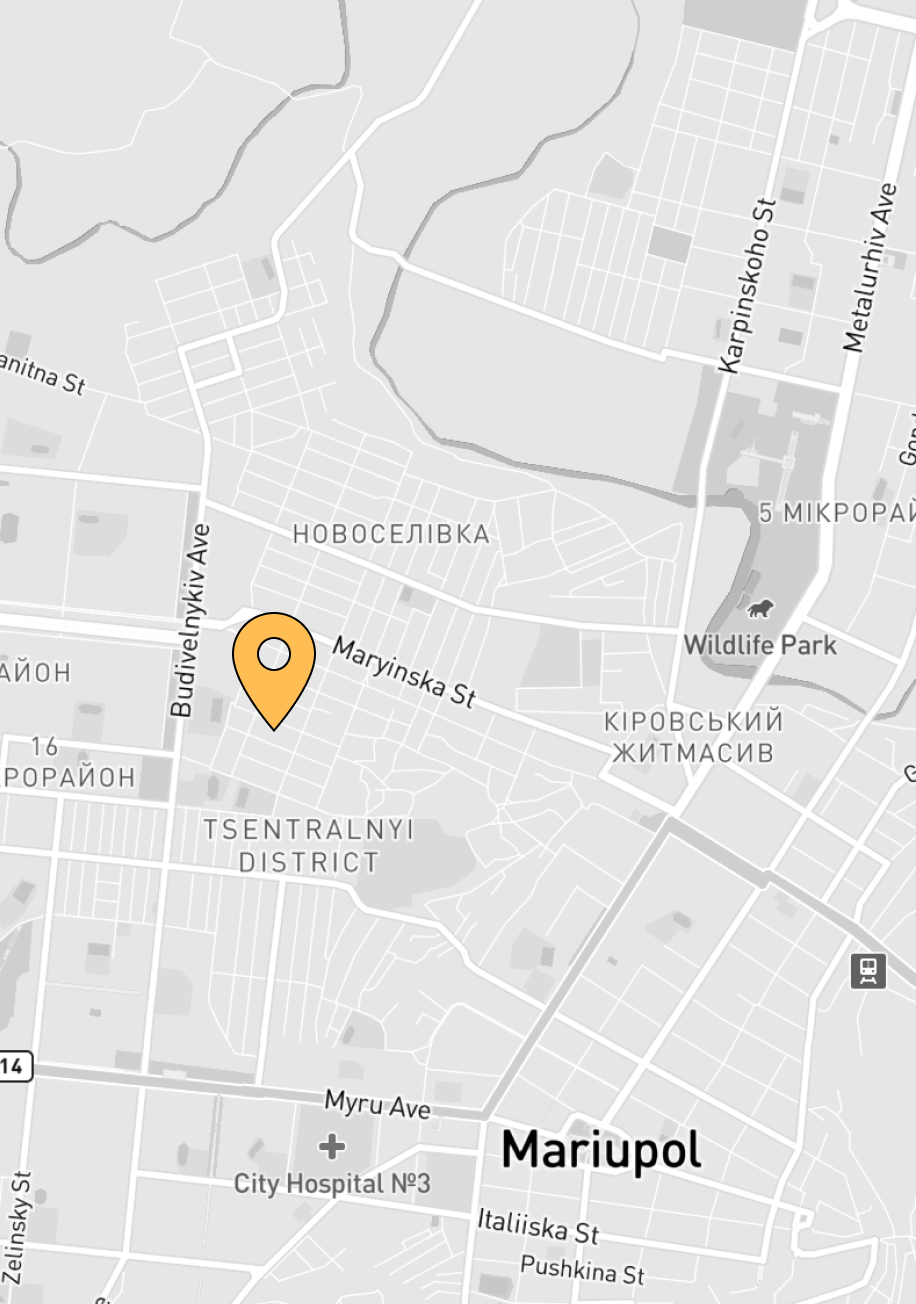 Karpinskoho St
Metalurhiv Ave
anitna St
5 МІКРОРАЙ
НОВОСЕЛІВКА
Budivelnykiv Ave
Wildlife Park
Maryinska St
АЙОН
КІРОВСЬКИЙ
ЖИТМАСИВ
16
РОРАЙОН
TSENTRALNYI
DISTRICT
14
Myru Ave
Mariupol
City Hospital №3
Zelinsky St
Italiiska St
Pushkina St